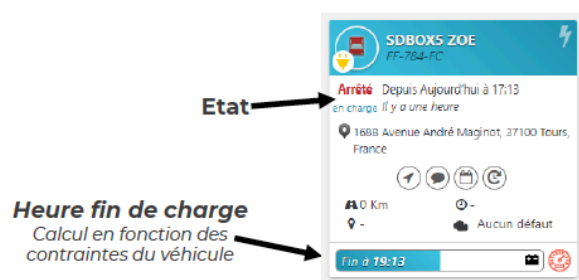 SDBOX5 ZOE
FF-784-FC
Arrêté Depuis Aujourd'hui à 17:13
en charge Il y a une heure
Etat
1688 Avenue André Maginot, 37100 Tours,
France
0 Km -
- Aucun défaut
Heure fin de charge
Calcul en fonction des
contraintes du véhicule
Fin à 19:13